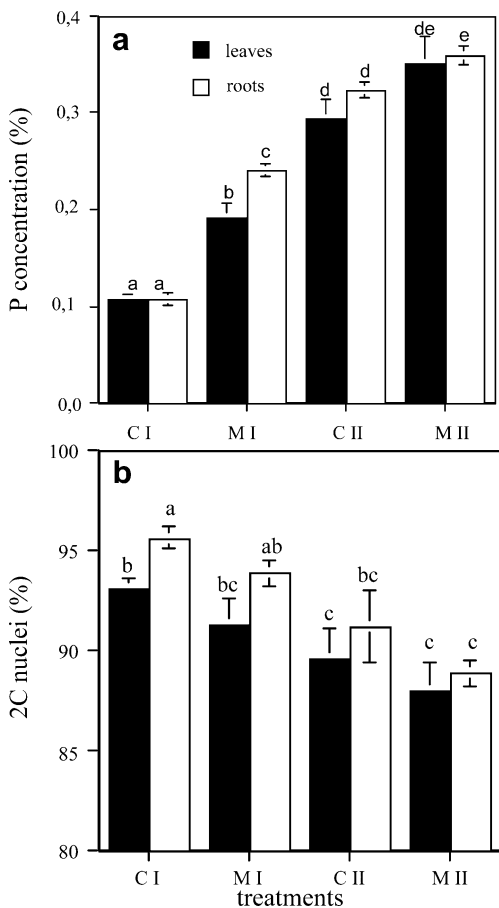 0,4
a
leaves
roots
de
e
d
d
0,3
c
b
0,2
a
a
0,1
0,0
P concentration (%)
C I
M I
C II
M II
100
b
a
95
b
ab
bc
bc
c
c
c
90
85
80
2C nuclei (%)
C I
M I
C II
M II
treatments